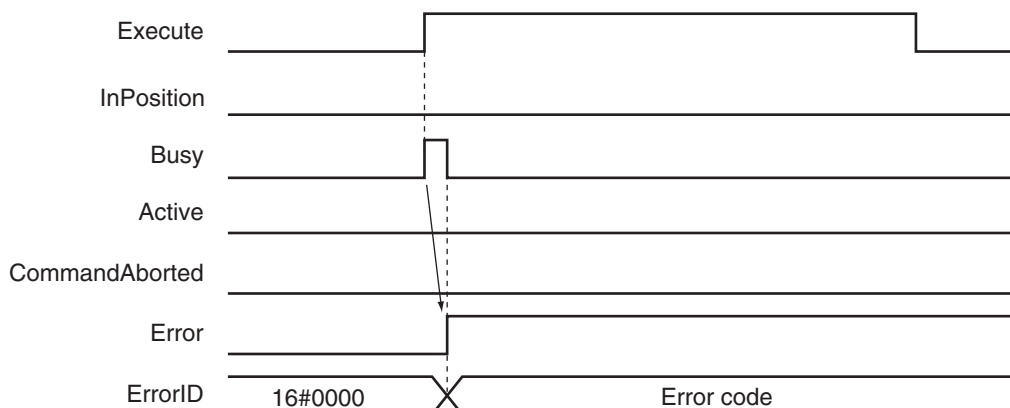 Execute
InPosition
Busy
Active
CommandAborted
Error
ErrorID 16#0000 Error code